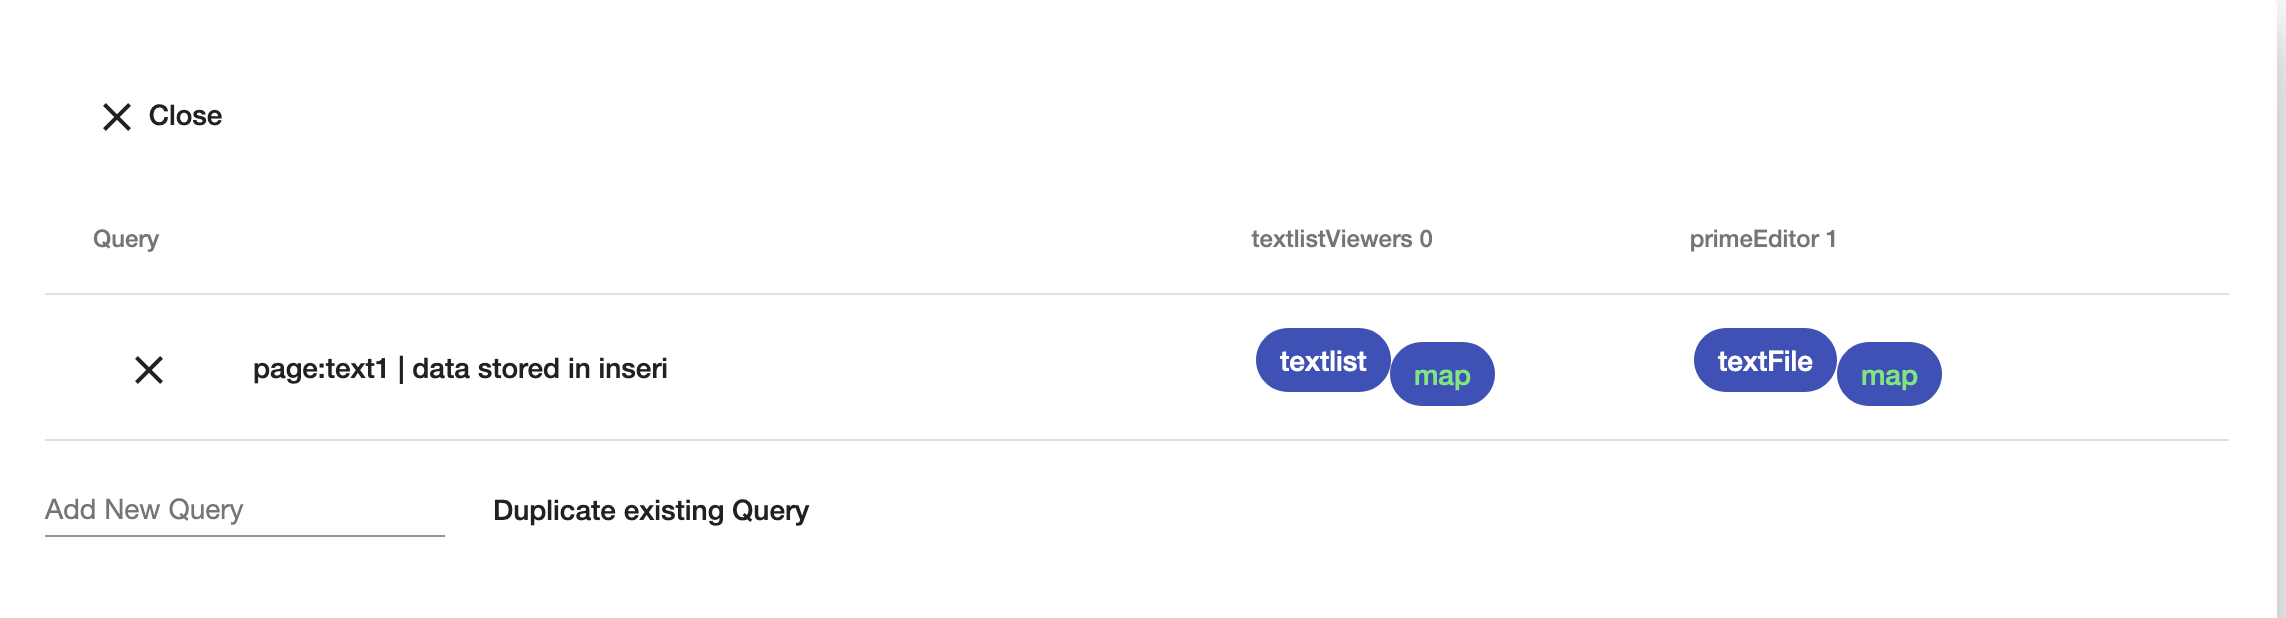 Close
Query textlistViewers 0 primeEditor 1
page:text1 | data stored in inseri textlist map textFile map
Add New Query Duplicate existing Query